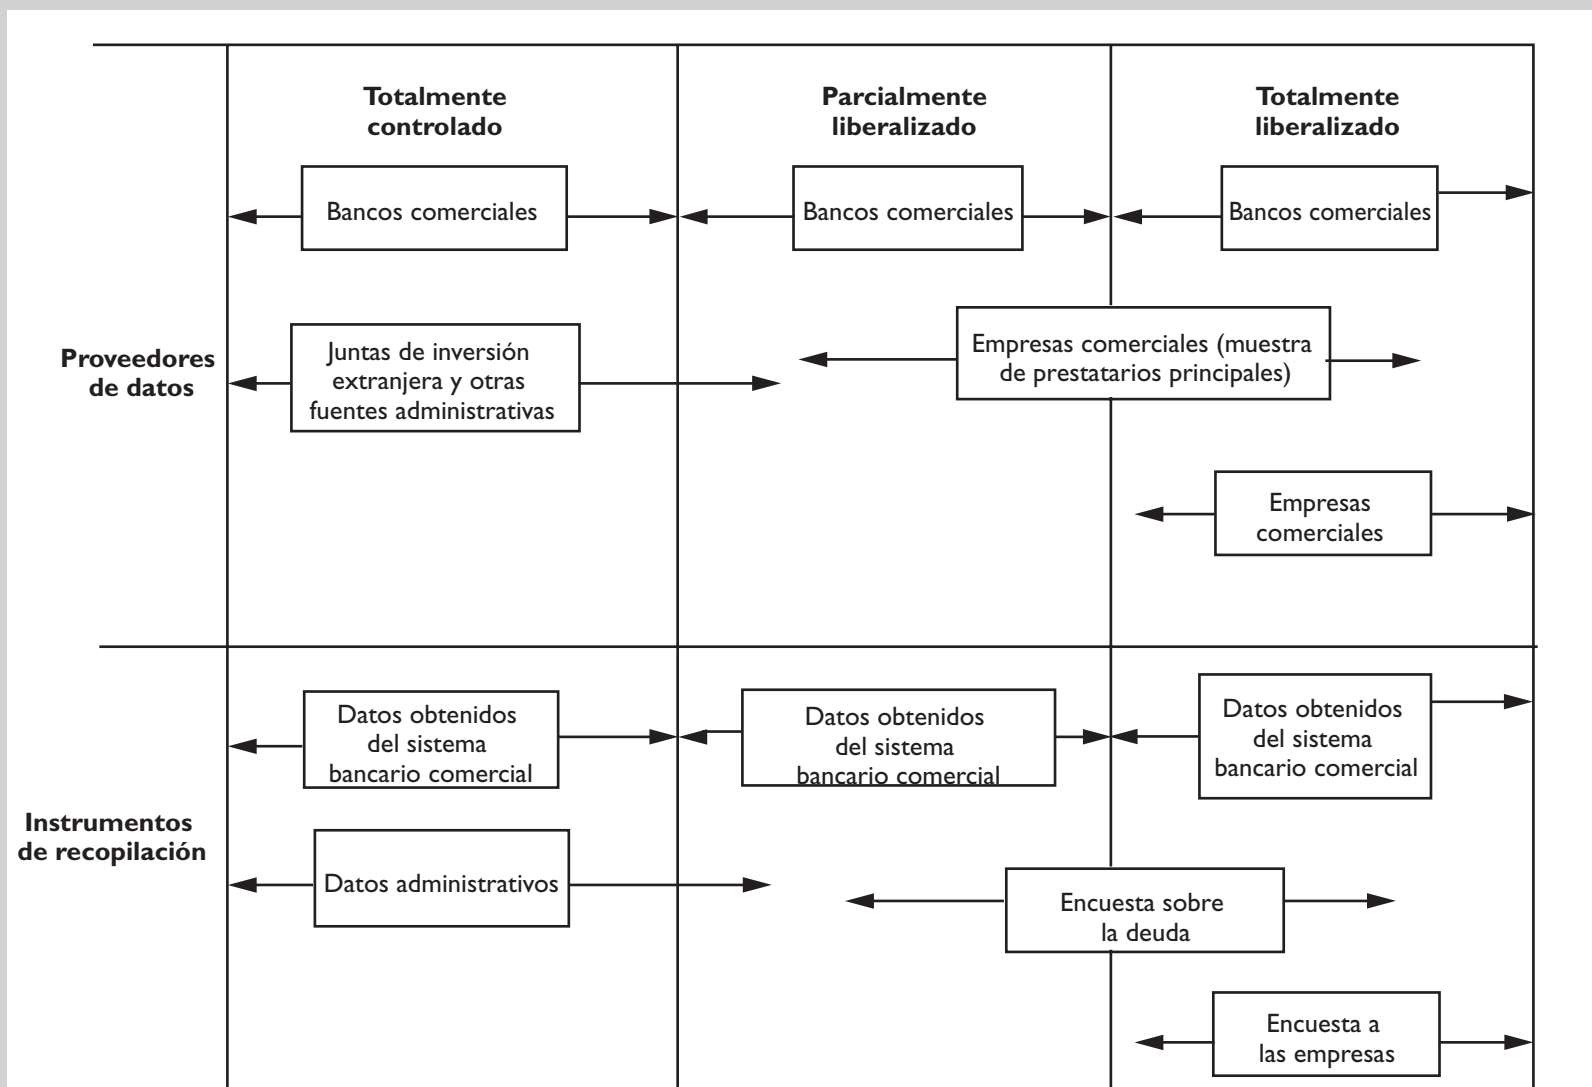 Totalmente
controlado
Parcialmente
liberalizado
Totalmente
liberalizado
Bancos comerciales
Bancos comerciales
Bancos comerciales
Proveedores
de datos
Juntas de inversión
extranjera y otras
fuentes administrativas
Empresas comerciales (muestra
de prestatarios principales)
Empresas
comerciales
Instrumentos
de recopilación
Datos obtenidos
del sistema
bancario comercial
Datos obtenidos
del sistema
bancario comercial
Datos obtenidos
del sistema
bancario comercial
Datos administrativos
Encuesta sobre
la deuda
Encuesta a
las empresas